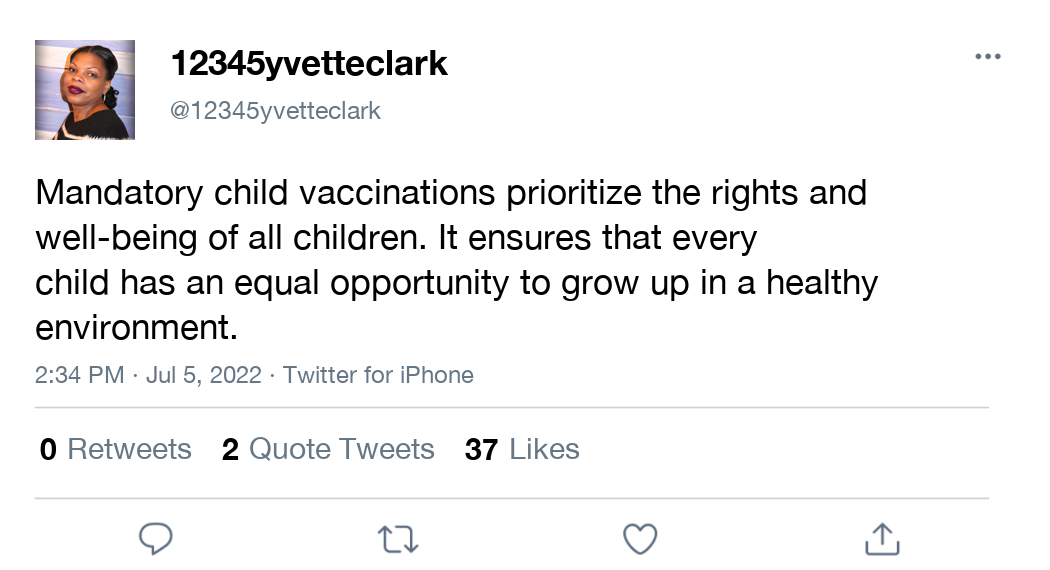 12345yvetteclark
@12345yvetteclark
Mandatory child vaccinations prioritize the rights and
well-being of all children. It ensures that every
child has an equal opportunity to grow up in a healthy
environment.
2:34 PM · Jul 5, 2022 · Twitter for iPhone
0 Retweets 2 Quote Tweets 37 Likes